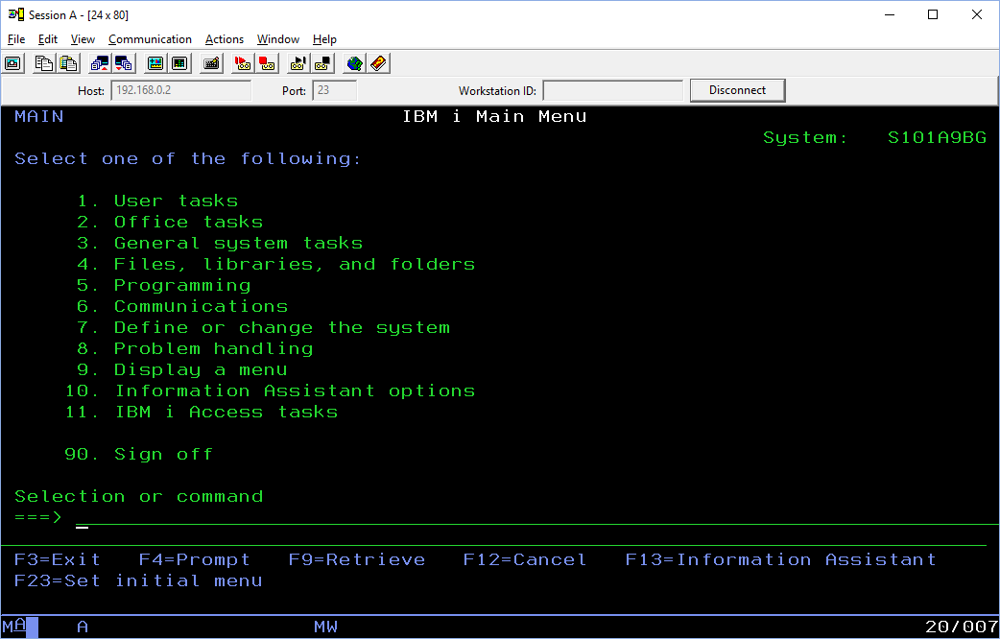 Session A - [24 x 80]
File Edit View Communication Actions Window Help
Host: 192.168.0.2 Port: 23 Workstation ID: Disconnect
MAIN IBM i Main Menu
System: S101A9BG
Select one of the following:
1. User tasks
2. Office tasks
3. General system tasks
4. Files, libraries, and folders
5. Programming
6. Communications
7. Define or change the system
8. Problem handling
9. Display a menu
10. Information Assistant options
11. IBM i Access tasks
90. Sign off
Selection or command
===>
F3=Exit F4=Prompt F9=Retrieve F12=Cancel F13=Information Assistant
F23=Set initial menu
MA A MW 20/007